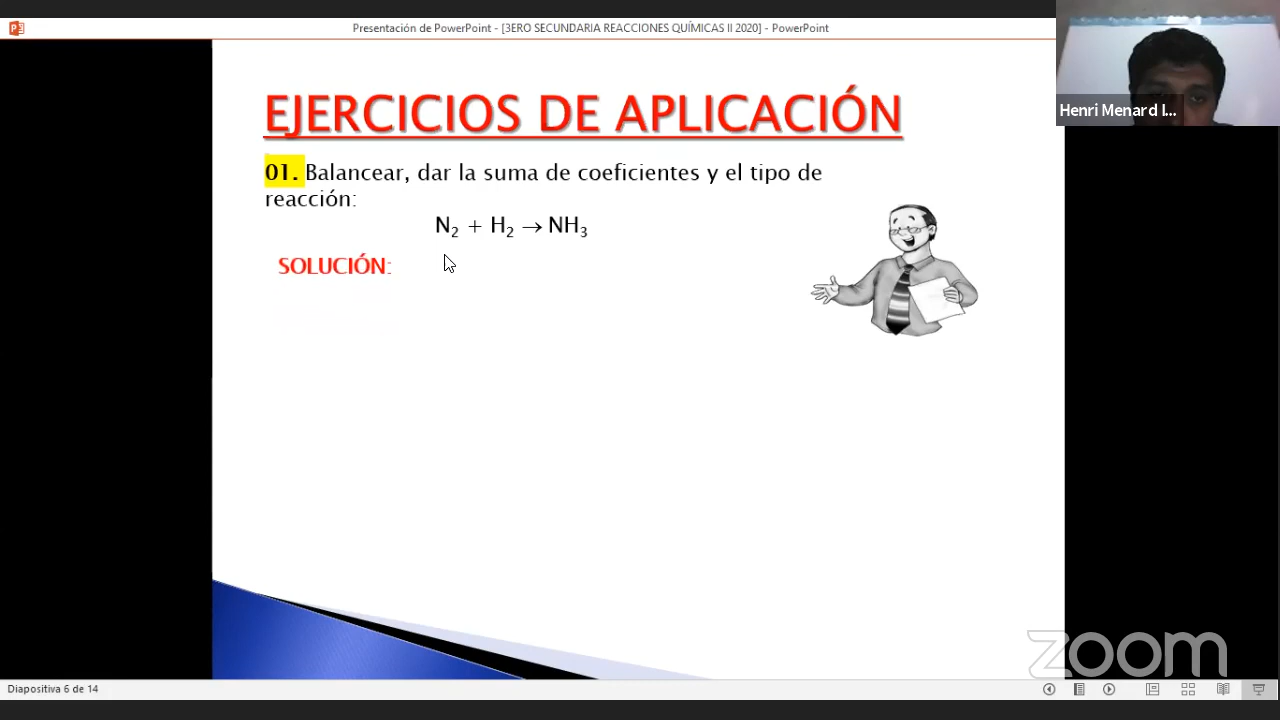 Presentación de PowerPoint - [3ERO SECUNDARIA REACCIONES QUÍMICAS II 2020] - PowerPoint
Henri Menard I...
EJERCICIOS DE APLICACIÓN
01. Balancear, dar la suma de coeficientes y el tipo de
reacción:
N₂ + H₂ → NH₃
SOLUCIÓN:
zoom
Diapositiva 6 de 14